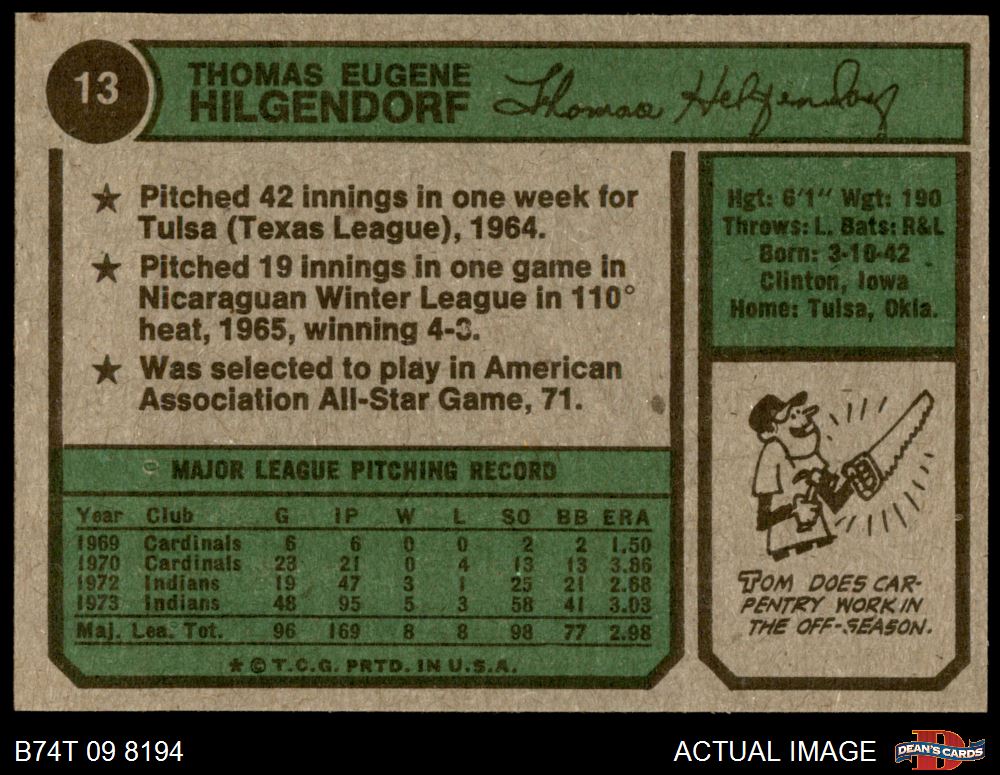 13
THOMAS EUGENE
HILGENDORF
Thomas Hilgendorf
★ Pitched 42 innings in one week for
Tulsa (Texas League), 1964.
★ Pitched 19 innings in one game in
Nicaraguan Winter League in 110°
heat, 1965, winning 4-3.
★ Was selected to play in American
Association All-Star Game, 71.
Hgt: 6'1" Wgt: 190
Throws: L. Bats: R&L
Born: 3-10-42
Clinton, Iowa
Home: Tulsa, Okla.
MAJOR LEAGUE PITCHING RECORD
Year Club G IP W L SO BB ERA
1969 Cardinals 6 6 0 0 2 2 1.50
1970 Cardinals 23 21 0 4 13 13 3.86
1972 Indians 19 47 3 1 25 21 2.68
1973 Indians 48 95 5 3 58 41 3.03
Maj. Lea. Tot. 96 169 8 8 98 77 2.98
★ © T.C.G. PRTD. IN U.S.A.
TOM DOES CAR-
PENTRY WORK IN
THE OFF-SEASON.
B74T 09 8194
ACTUAL IMAGE
D
DEAN'S CARDS